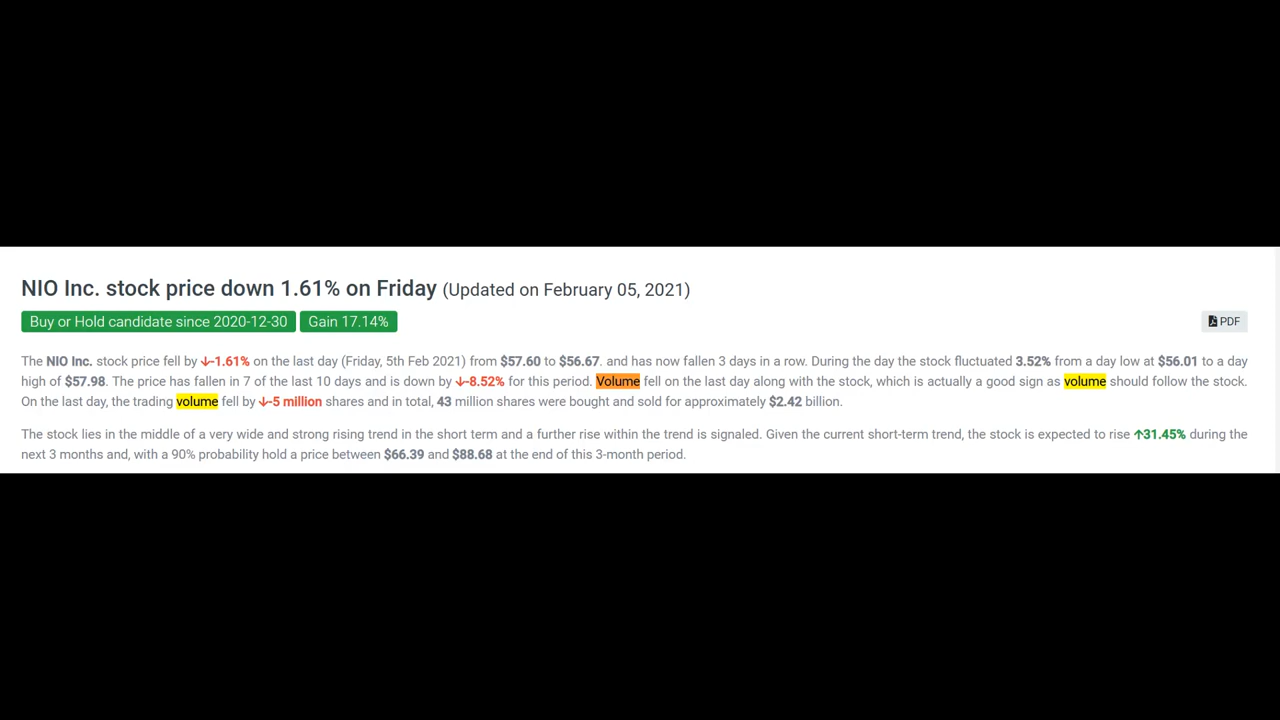 NIO Inc. stock price down 1.61% on Friday (Updated on February 05, 2021)
Buy or Hold candidate since 2020-12-30 Gain 17.14% PDF
The NIO Inc. stock price fell by ↓-1.61% on the last day (Friday, 5th Feb 2021) from $57.60 to $56.67. and has now fallen 3 days in a row. During the day the stock fluctuated 3.52% from a day low at $56.01 to a day
high of $57.98. The price has fallen in 7 of the last 10 days and is down by ↓-8.52% for this period. Volume fell on the last day along with the stock, which is actually a good sign as volume should follow the stock.
On the last day, the trading volume fell by ↓-5 million shares and in total, 43 million shares were bought and sold for approximately $2.42 billion.
The stock lies in the middle of a very wide and strong rising trend in the short term and a further rise within the trend is signaled. Given the current short-term trend, the stock is expected to rise ↑31.45% during the
next 3 months and, with a 90% probability hold a price between $66.39 and $88.68 at the end of this 3-month period.